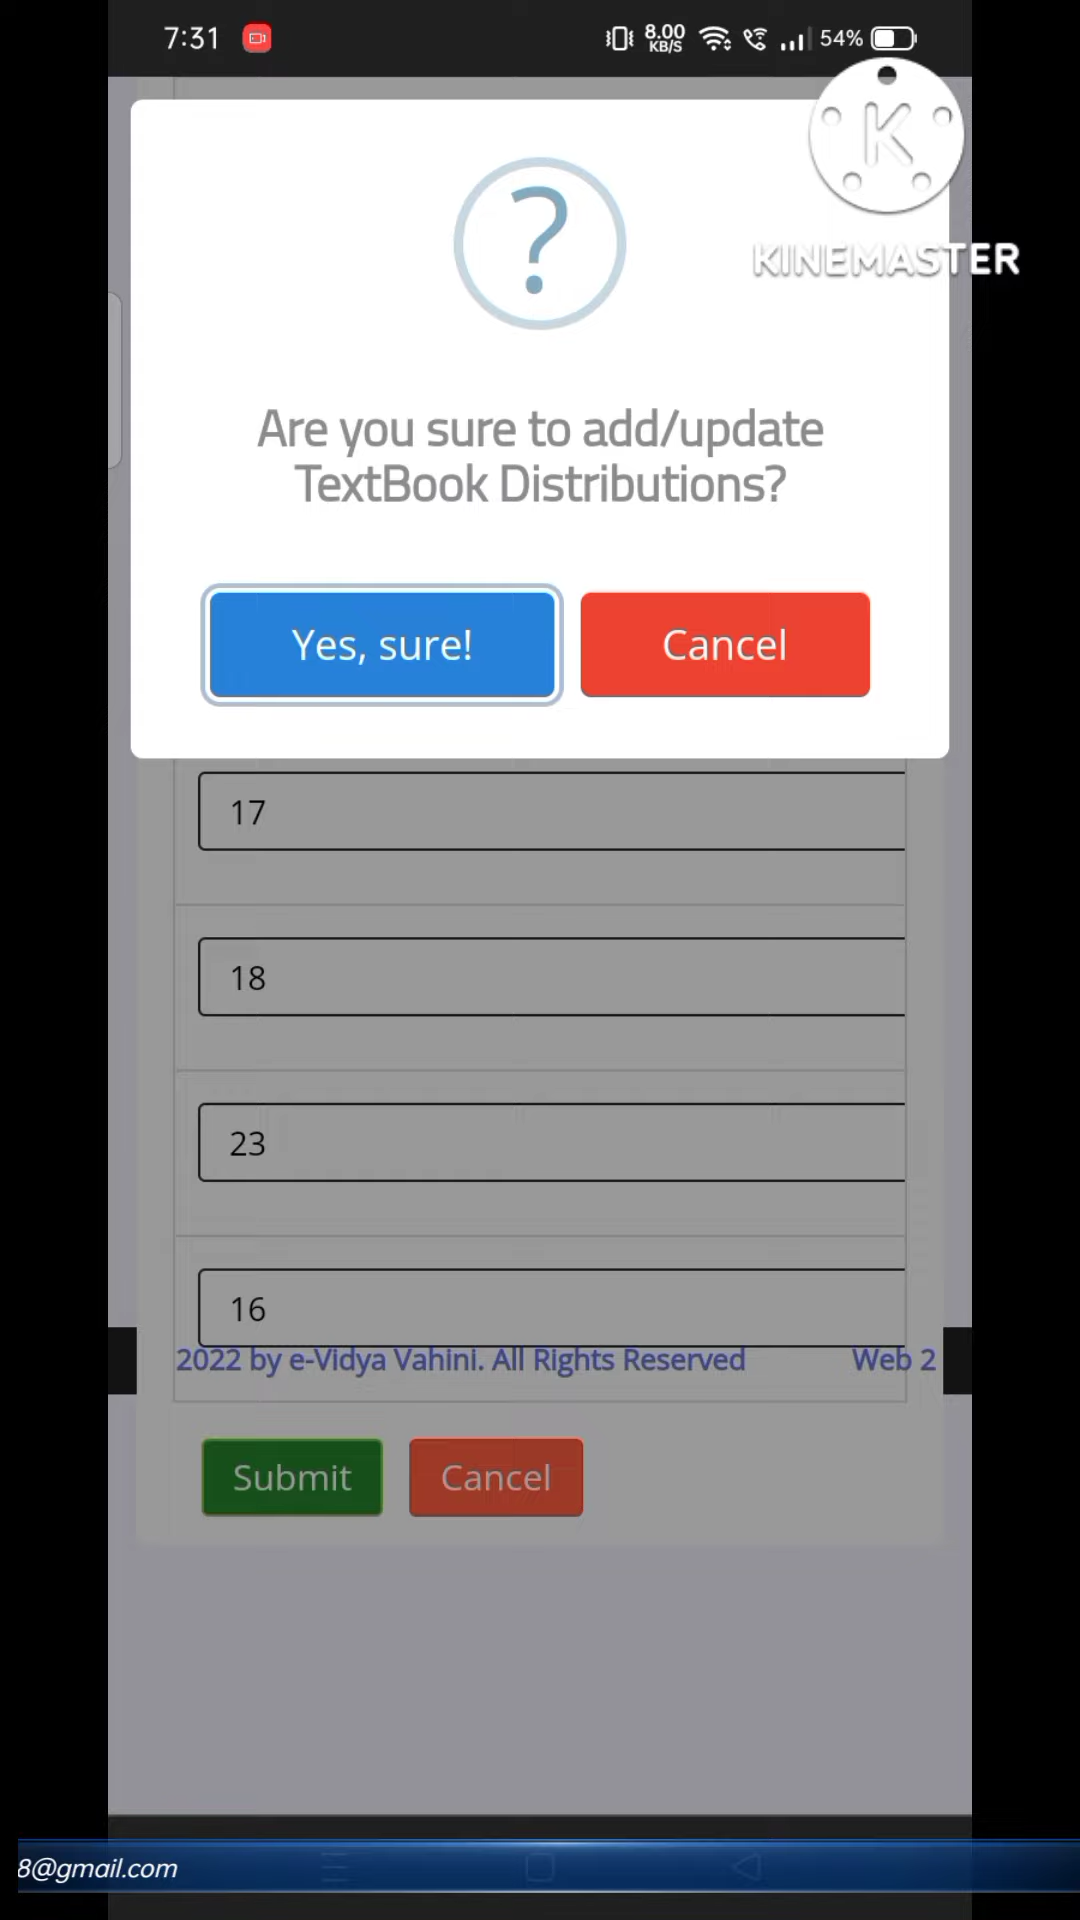 7:31
8.00
KB/S
54%
K
KINEMASTER
?
Are you sure to add/update
TextBook Distributions?
Yes, sure!
Cancel
17
18
23
16
2022 by e-Vidya Vahini. All Rights Reserved
Web 2
Submit
Cancel
8@gmail.com